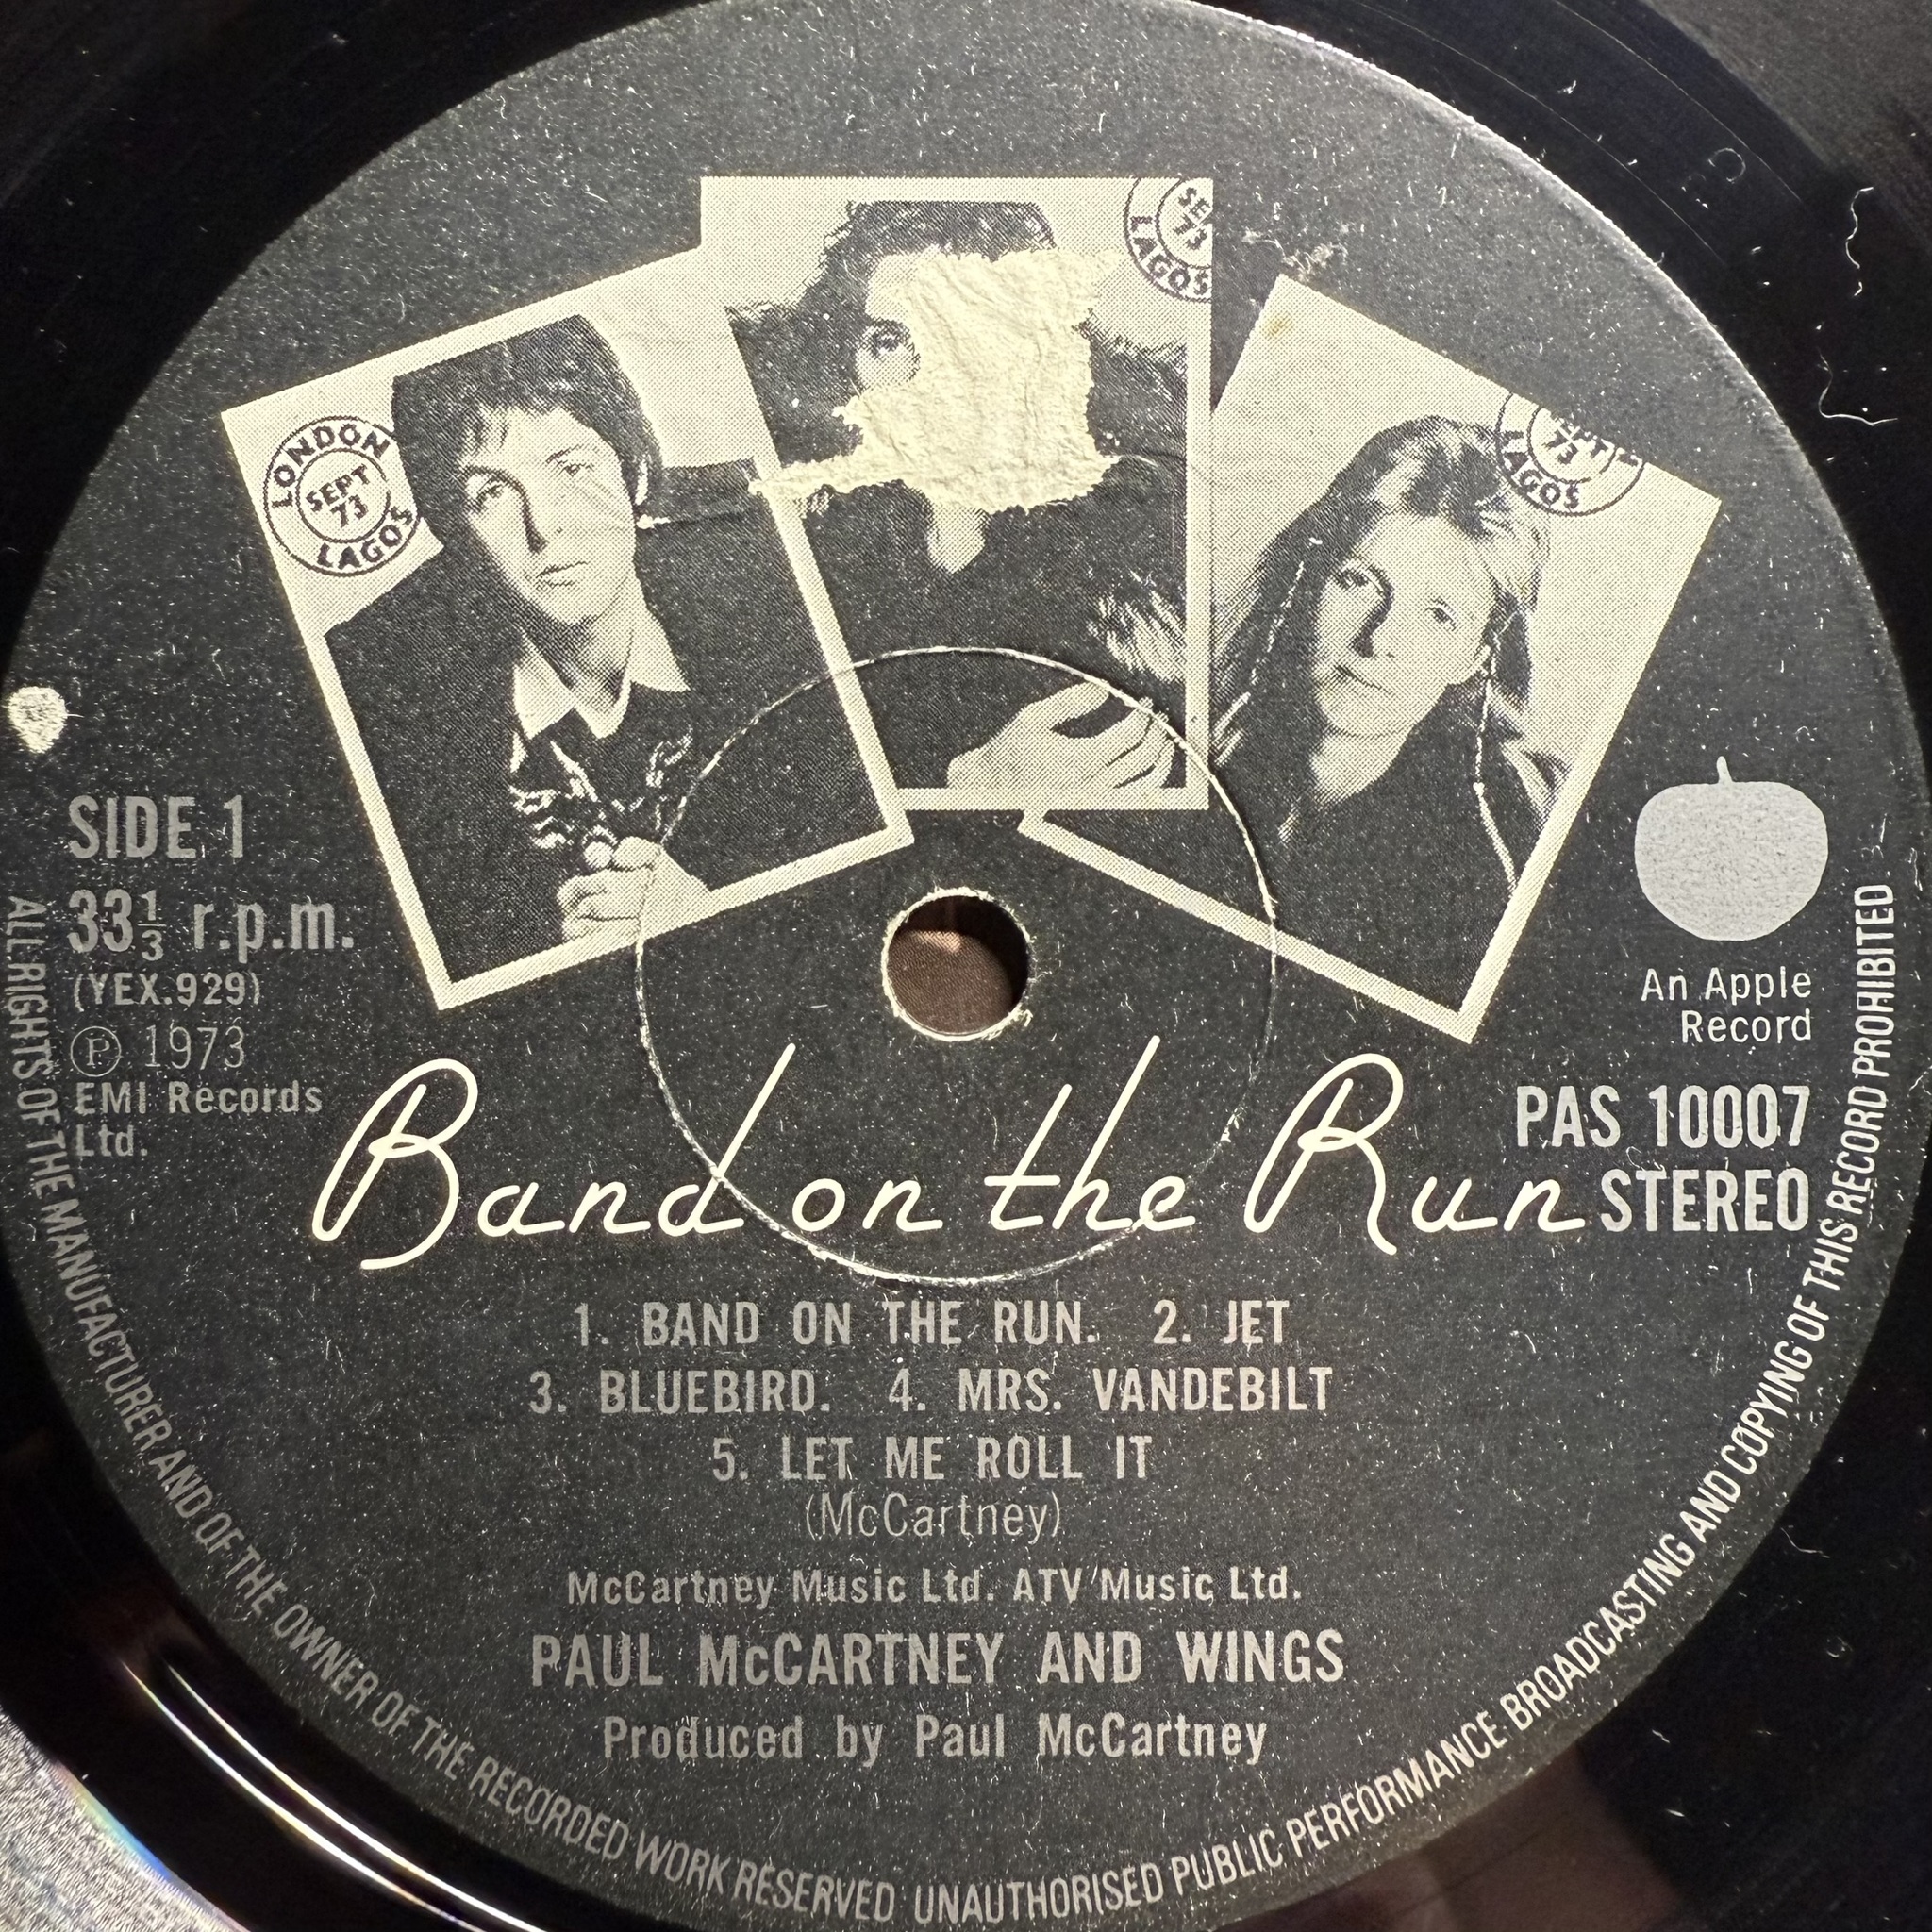 LONDON
SEPT
73
LAGOS
73
LAGOS
73
LAGOS
SIDE 1
33⅓ r.p.m.
(YEX.929)
℗ 1973
EMI Records
Ltd.
An Apple
Record
PAS 10007
STEREO
Band on the Run
1. BAND ON THE RUN. 2. JET
3. BLUEBIRD. 4. MRS. VANDEBILT
5. LET ME ROLL IT
(McCartney)
McCartney Music Ltd. ATV Music Ltd.
PAUL McCARTNEY AND WINGS
Produced by Paul McCartney
ALL RIGHTS OF THE MANUFACTURER AND OF THE OWNER OF THE RECORDED WORK RESERVED UNAUTHORISED PUBLIC PERFORMANCE BROADCASTING AND COPYING OF THIS RECORD PROHIBITED